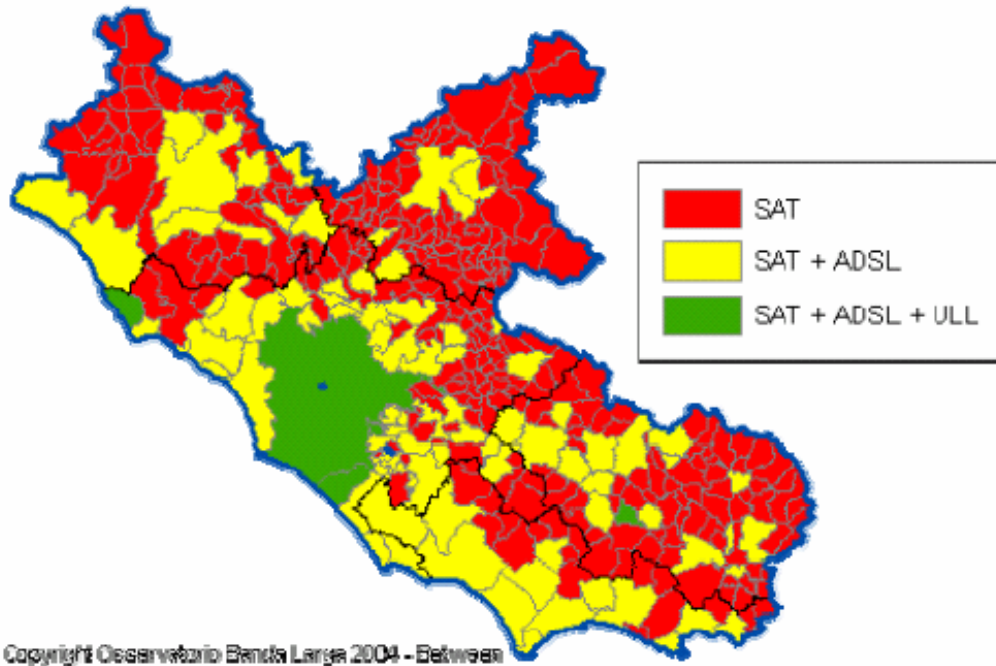 SAT
SAT + ADSL
SAT + ADSL + ULL
Copyright Osservatorio Banda Larga 2004 - Between